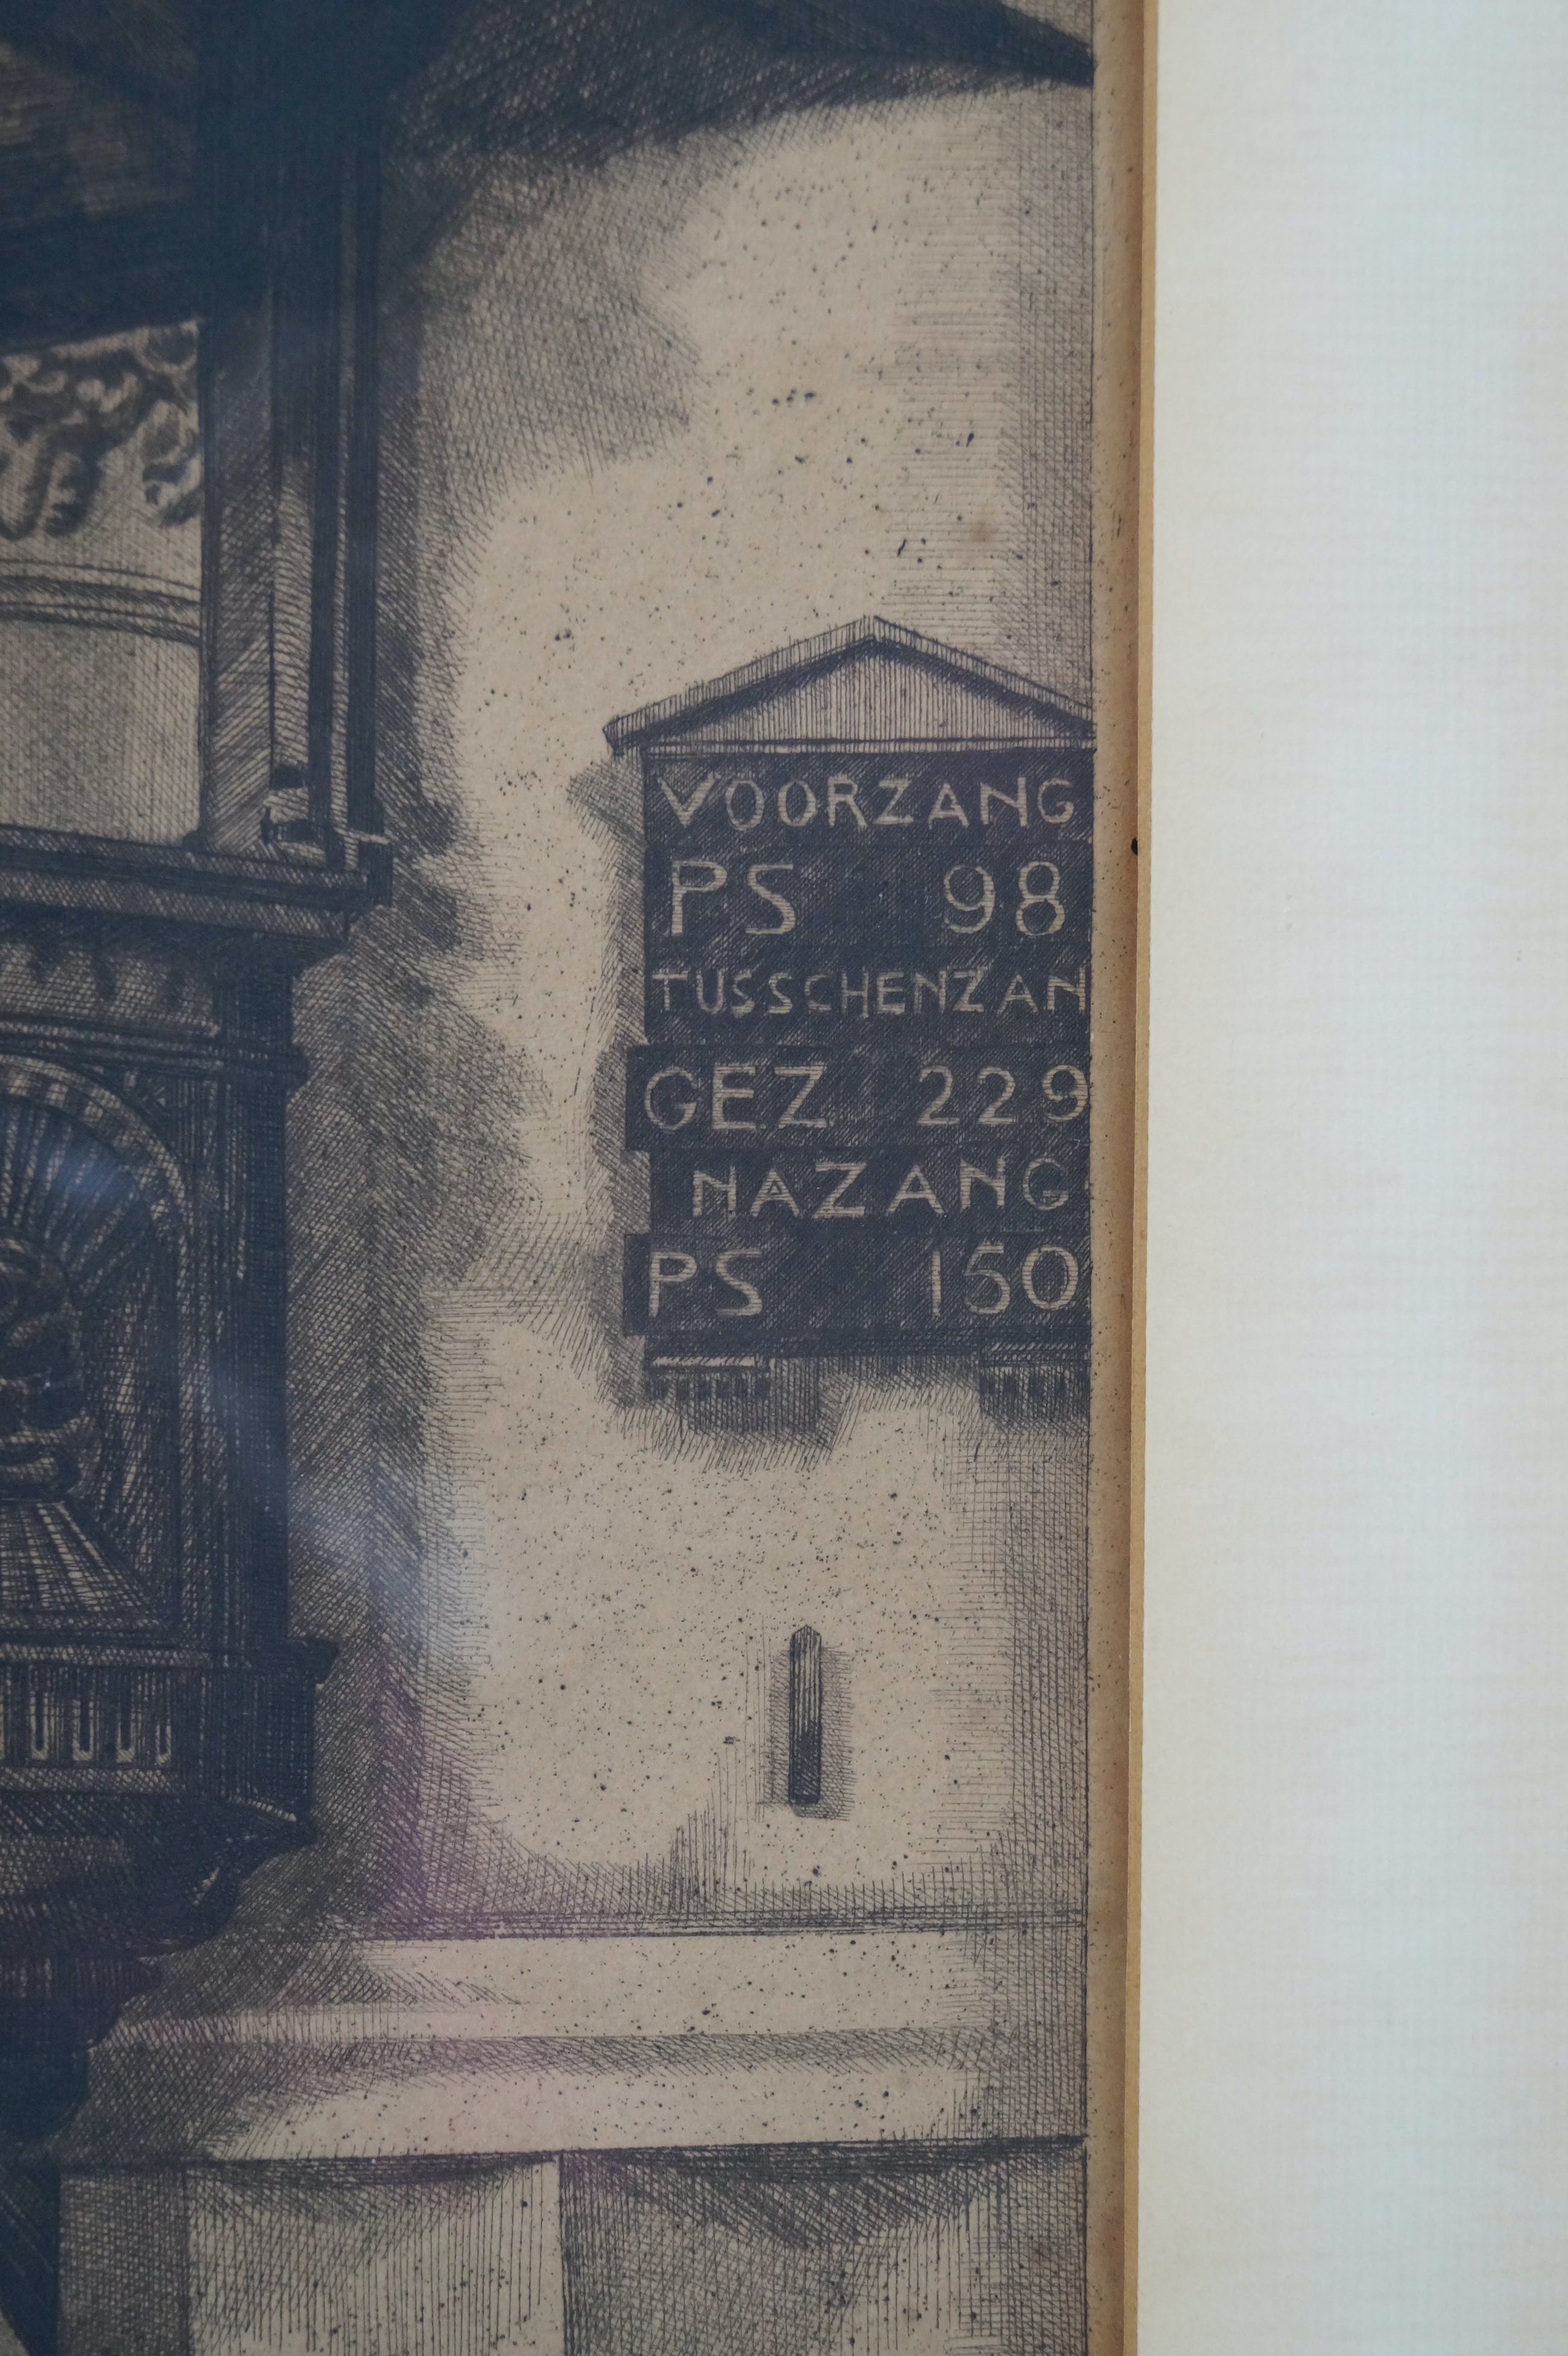 VOORZANG
PS 98
TUSSCHENZAN
GEZ 229
NAZANG
PS 150